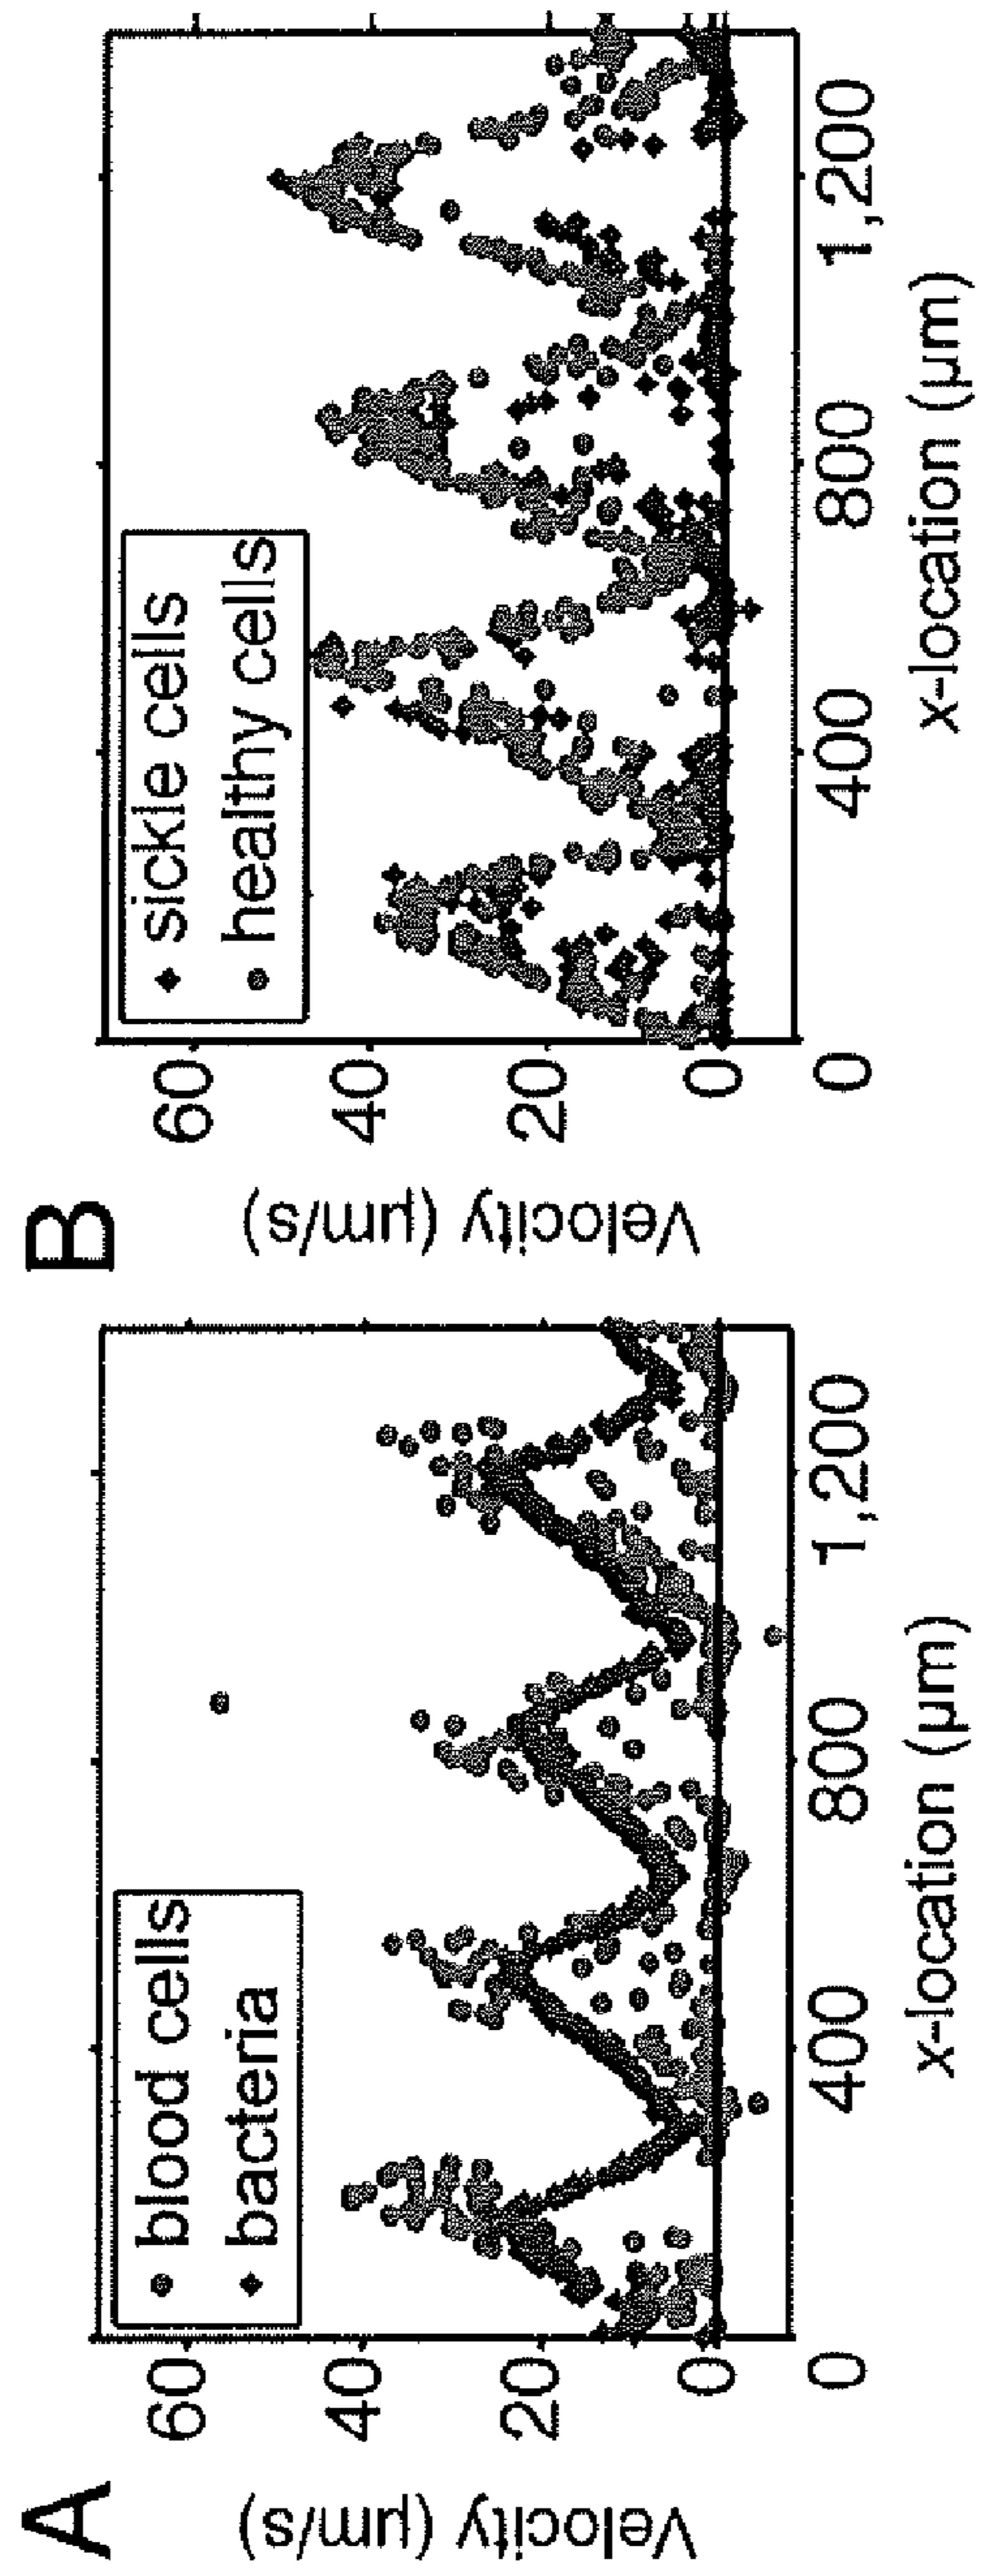 A
Velocity (µm/s)
60
40
20
0
blood cells
bacteria
0
400
800
1,200
x-location (µm)
B
Velocity (µm/s)
60
40
20
0
sickle cells
healthy cells
0
400
800
1,200
x-location (µm)